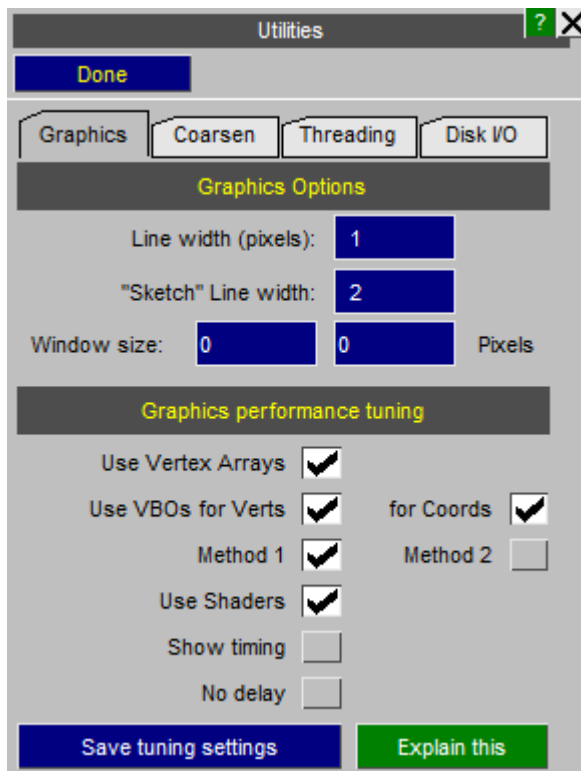 Utilities ? X
Done
Graphics Coarsen Threading Disk I/O
Graphics Options
Line width (pixels): 1
"Sketch" Line width: 2
Window size: 0 0 Pixels
Graphics performance tuning
Use Vertex Arrays
Use VBOs for Verts for Coords
Method 1 Method 2
Use Shaders
Show timing
No delay
Save tuning settings Explain this